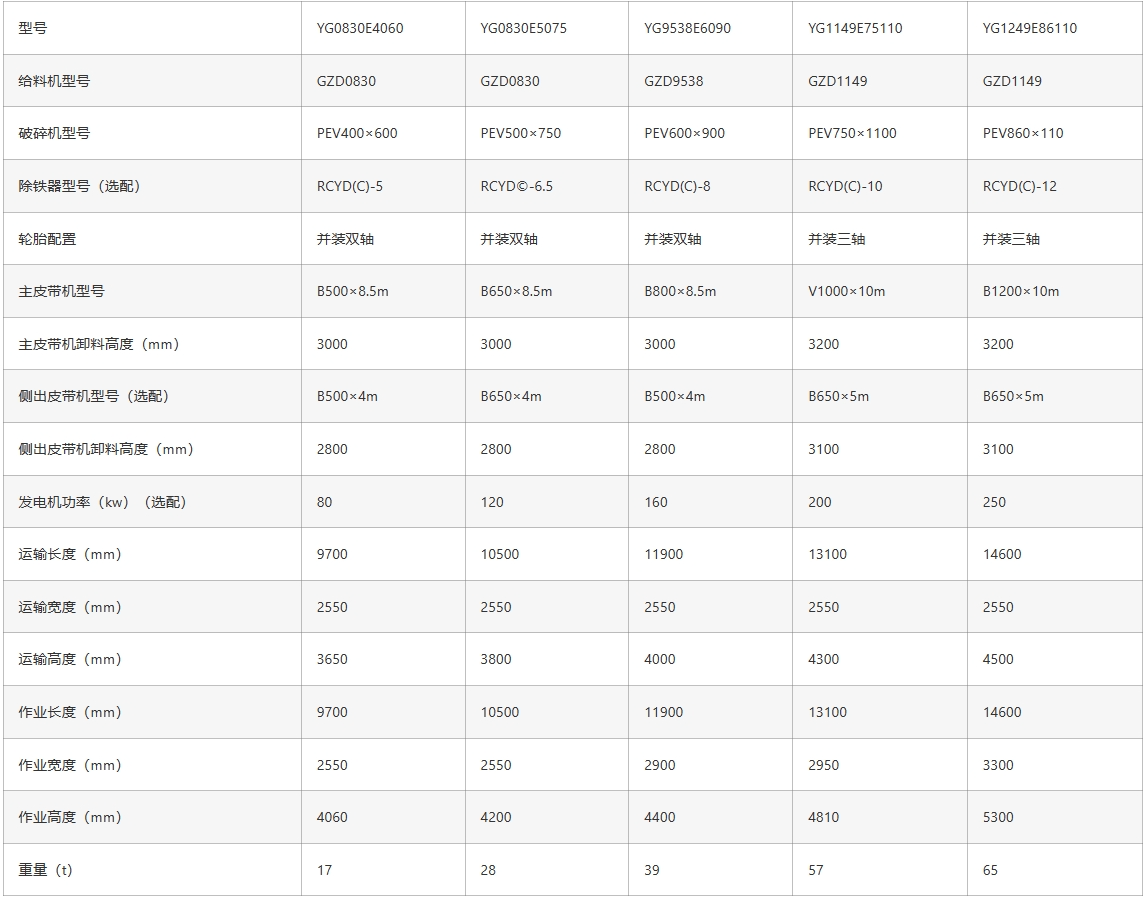 型号 YG0830E4060 YG0830E5075 YG9538E6090 YG1149E75110 YG1249E86110
给料机型号 GZD0830 GZD0830 GZD9538 GZD1149 GZD1149
破碎机型号 PEV400×600 PEV500×750 PEV600×900 PEV750×1100 PEV860×110
除铁器型号（选配） RCYD(C)-5 RCYD©-6.5 RCYD(C)-8 RCYD(C)-10 RCYD(C)-12
轮胎配置 并装双轴 并装双轴 并装双轴 并装三轴 并装三轴
主皮带机型号 B500×8.5m B650×8.5m B800×8.5m V1000×10m B1200×10m
主皮带机卸料高度（mm） 3000 3000 3000 3200 3200
侧出皮带机型号（选配） B500×4m B650×4m B500×4m B650×5m B650×5m
侧出皮带机卸料高度（mm） 2800 2800 2800 3100 3100
发电机功率（kw）（选配） 80 120 160 200 250
运输长度（mm） 9700 10500 11900 13100 14600
运输宽度（mm） 2550 2550 2550 2550 2550
运输高度（mm） 3650 3800 4000 4300 4500
作业长度（mm） 9700 10500 11900 13100 14600
作业宽度（mm） 2550 2550 2900 2950 3300
作业高度（mm） 4060 4200 4400 4810 5300
重量（t） 17 28 39 57 65